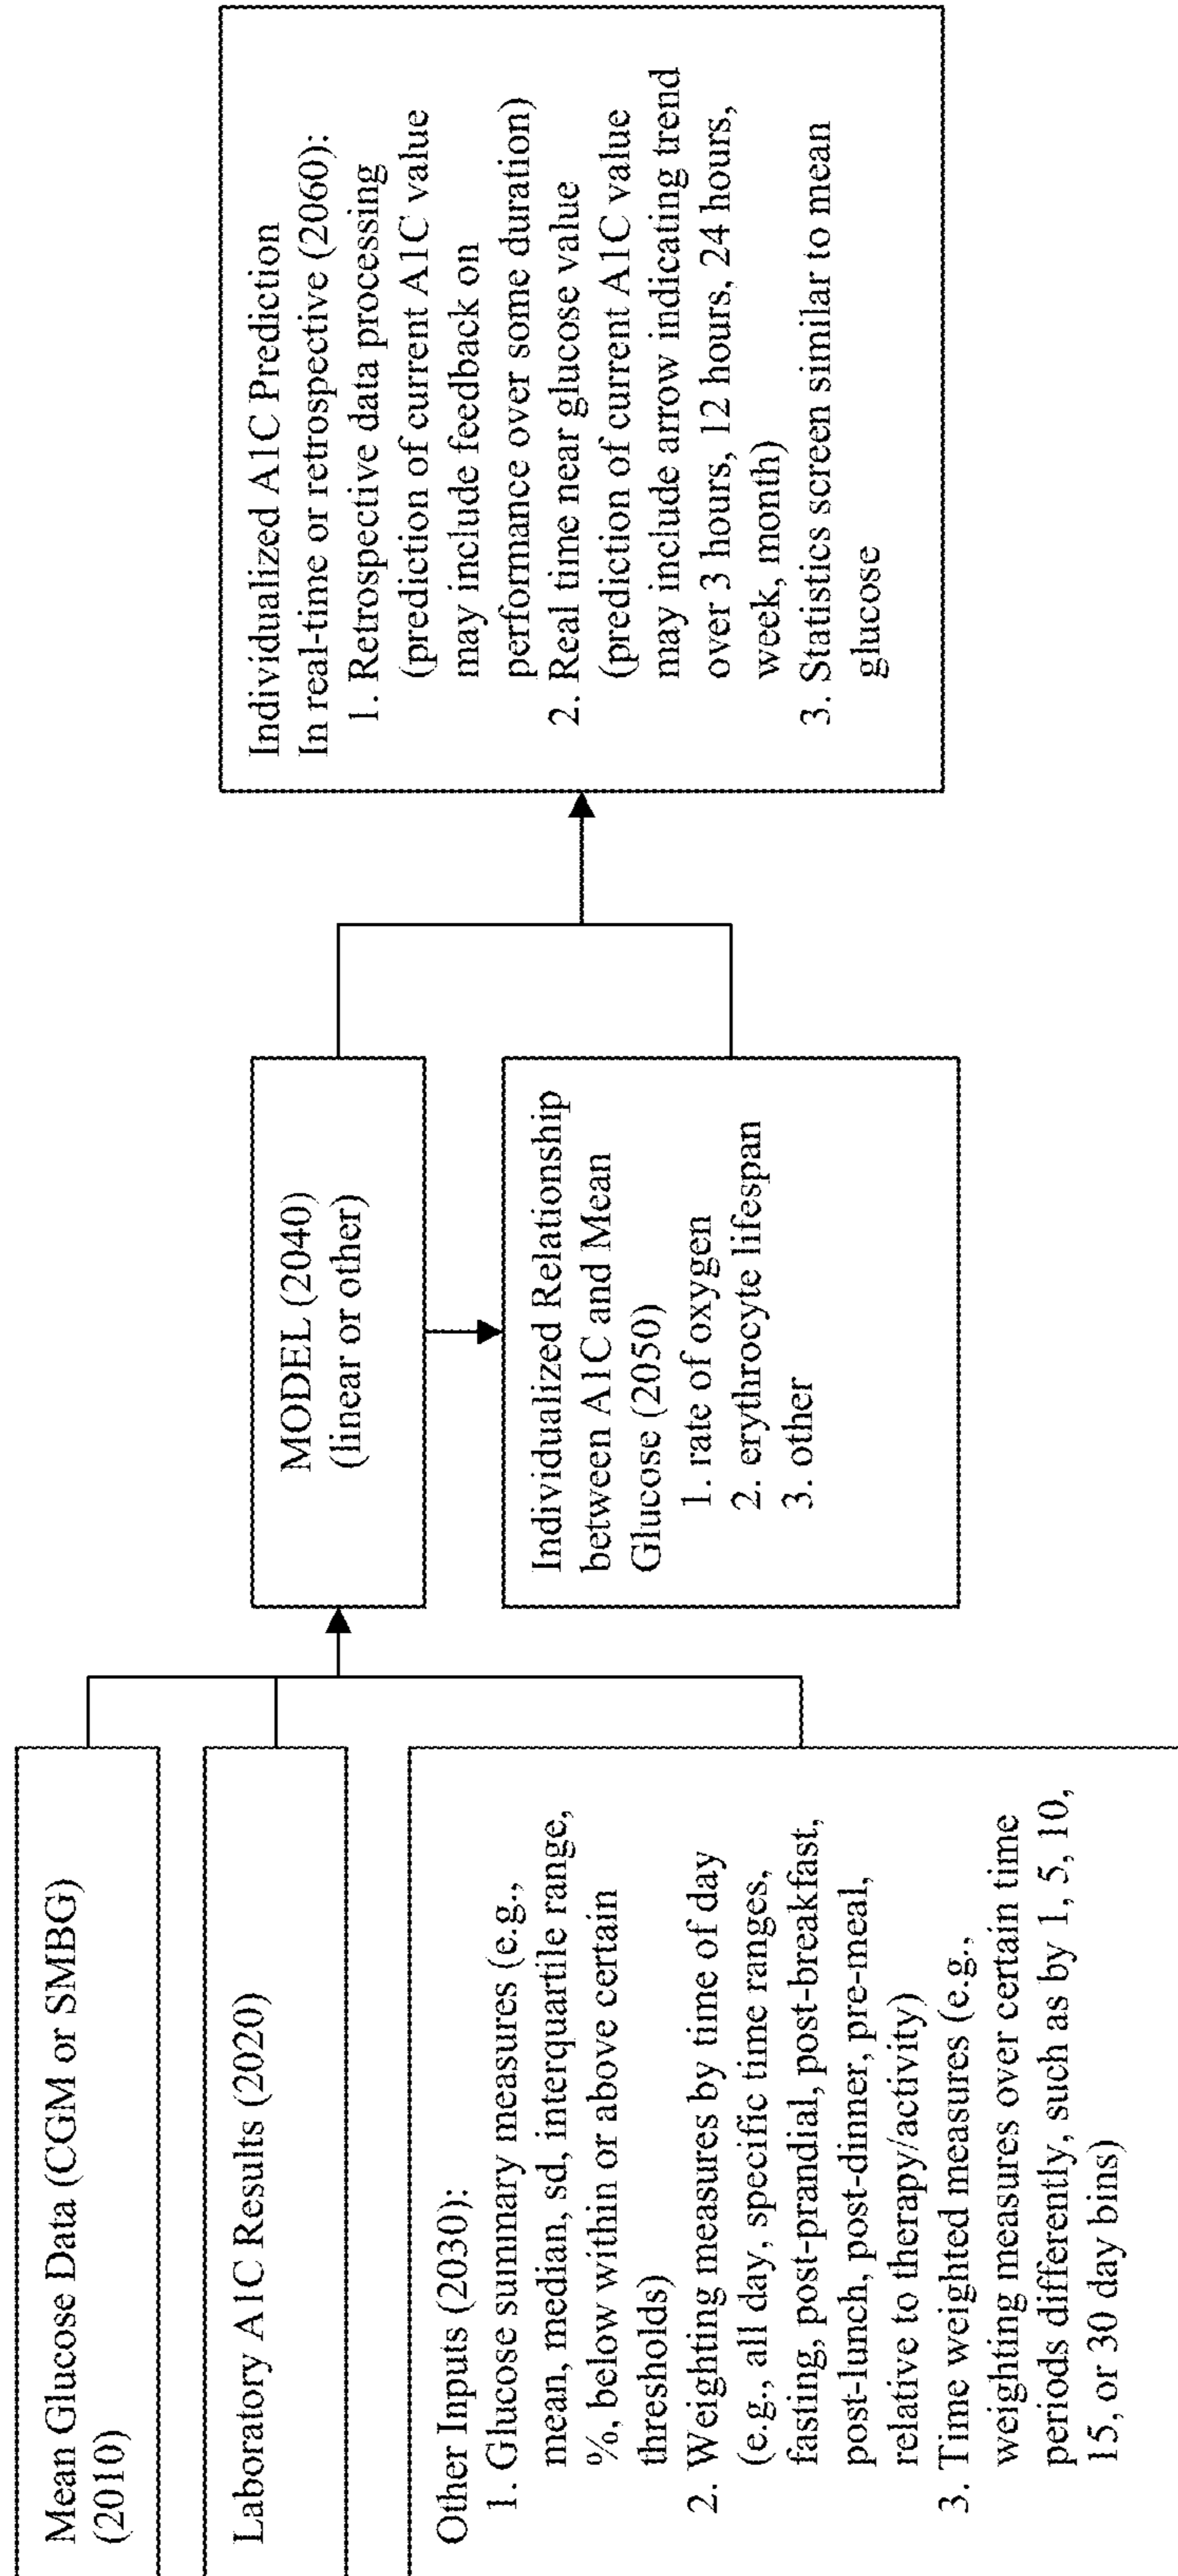 Mean Glucose Data (CGM or SMBG)
(2010)
Laboratory A1C Results (2020)
Other Inputs (2030):
1. Glucose summary measures (e.g.,
mean, median, sd, interquartile range,
%, below within or above certain
thresholds)
2. Weighting measures by time of day
(e.g., all day, specific time ranges,
fasting, post-prandial, post-breakfast,
post-lunch, post-dinner, pre-meal,
relative to therapy/activity)
3. Time weighted measures (e.g.,
weighting measures over certain time
periods differently, such as by 1, 5, 10,
15, or 30 day bins)
MODEL (2040)
(linear or other)
Individualized Relationship
between A1C and Mean
Glucose (2050)
1. rate of oxygen
2. erythrocyte lifespan
3. other
Individualized A1C Prediction
In real-time or retrospective (2060):
1. Retrospective data processing
(prediction of current A1C value
may include feedback on
performance over some duration)
2. Real time near glucose value
(prediction of current A1C value
may include arrow indicating trend
over 3 hours, 12 hours, 24 hours,
week, month)
3. Statistics screen similar to mean
glucose